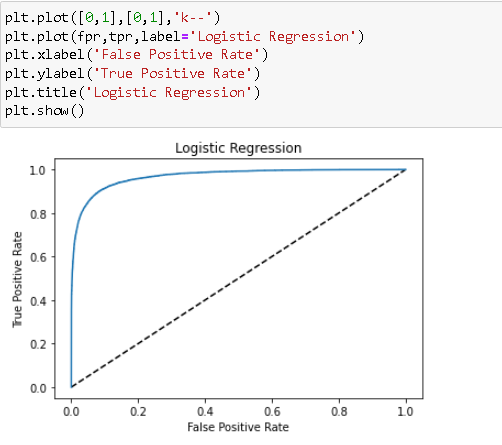 plt.plot([0,1],[0,1],'k--')
plt.plot(fpr,tpr,label='Logistic Regression')
plt.xlabel('False Positive Rate')
plt.ylabel('True Positive Rate')
plt.title('Logistic Regression')
plt.show()
Logistic Regression
1.0
0.8
0.6
0.4
0.2
0.0
True Positive Rate
0.0 0.2 0.4 0.6 0.8 1.0
False Positive Rate